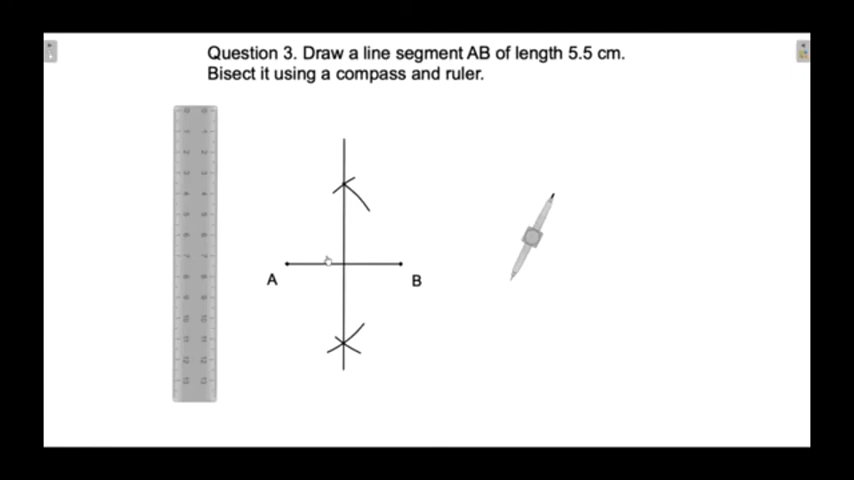 Question 3. Draw a line segment AB of length 5.5 cm.
Bisect it using a compass and ruler.
A
B